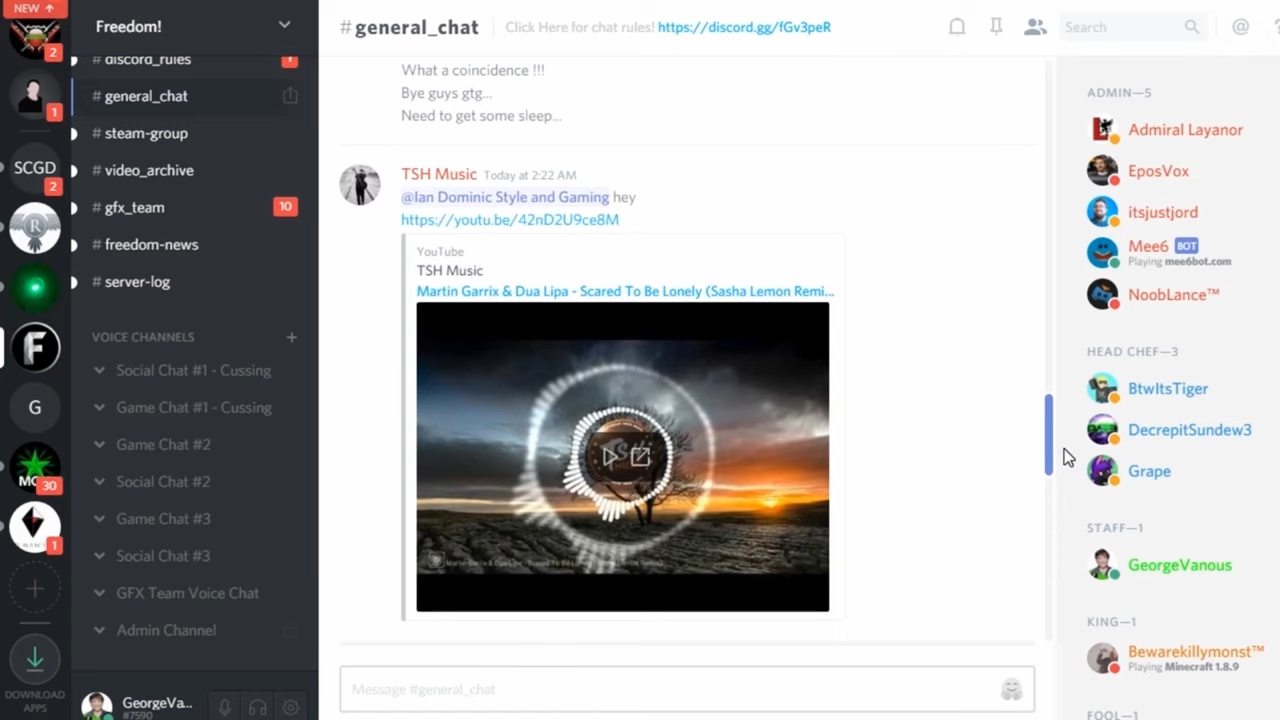 NEW ↑
2
1
SCGD
2
R
F
G
30
1
DOWNLOAD
APPS
Freedom!
# discord_rules
# general_chat
# steam-group
# video_archive
# gfx_team
10
# freedom-news
# server-log
VOICE CHANNELS
Social Chat #1 - Cussing
Game Chat #1 - Cussing
Game Chat #2
Social Chat #2
Game Chat #3
Social Chat #3
GFX Team Voice Chat
Admin Channel
GeorgeVa...
#7590
# general_chat
Click Here for chat rules! https://discord.gg/fGv3peR
Search
@
What a coincidence !!!
Bye guys gtg...
Need to get some sleep...
TSH Music Today at 2:22 AM
@Ian Dominic Style and Gaming hey
https://youtu.be/42nD2U9ce8M
YouTube
TSH Music
Martin Garrix & Dua Lipa - Scared To Be Lonely (Sasha Lemon Remi...
Message #general_chat
ADMIN—5
Admiral Layanor
EposVox
itsjustjord
Mee6 BOT
Playing mee6bot.com
NoobLance™
HEAD CHEF—3
BtwItsTiger
DecrepitSundew3
Grape
STAFF—1
GeorgeVanous
KING—1
Bewarekillymonst™
Playing Minecraft 1.8.9
FOOL—1